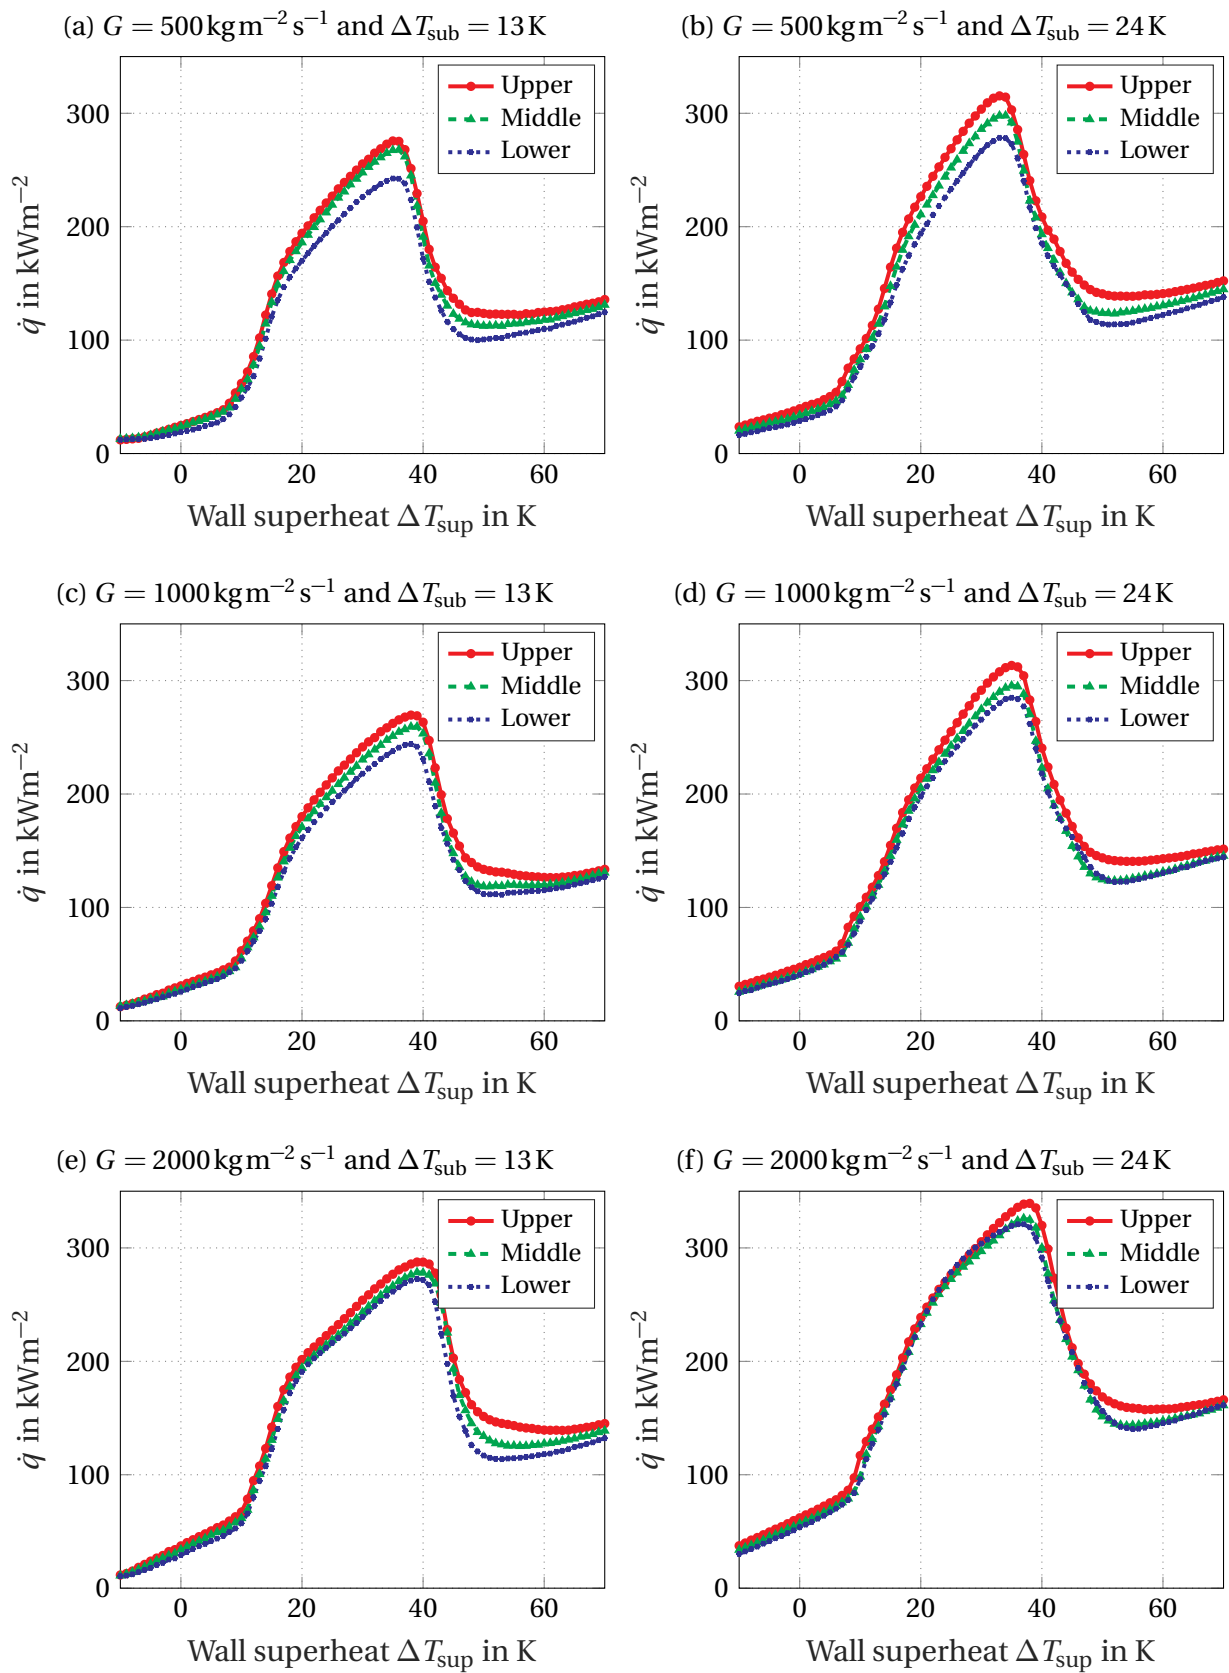 (a) G = 500 kg m⁻² s⁻¹ and ΔT_sub = 13 K
300
200
100
0
0 20 40 60
q̇ in kWm⁻²
Wall superheat ΔT_sup in K
Upper
Middle
Lower
(b) G = 500 kg m⁻² s⁻¹ and ΔT_sub = 24 K
300
200
100
0
0 20 40 60
q̇ in kWm⁻²
Wall superheat ΔT_sup in K
Upper
Middle
Lower
(c) G = 1000 kg m⁻² s⁻¹ and ΔT_sub = 13 K
300
200
100
0
0 20 40 60
q̇ in kWm⁻²
Wall superheat ΔT_sup in K
Upper
Middle
Lower
(d) G = 1000 kg m⁻² s⁻¹ and ΔT_sub = 24 K
300
200
100
0
0 20 40 60
q̇ in kWm⁻²
Wall superheat ΔT_sup in K
Upper
Middle
Lower
(e) G = 2000 kg m⁻² s⁻¹ and ΔT_sub = 13 K
300
200
100
0
0 20 40 60
q̇ in kWm⁻²
Wall superheat ΔT_sup in K
Upper
Middle
Lower
(f) G = 2000 kg m⁻² s⁻¹ and ΔT_sub = 24 K
300
200
100
0
0 20 40 60
q̇ in kWm⁻²
Wall superheat ΔT_sup in K
Upper
Middle
Lower